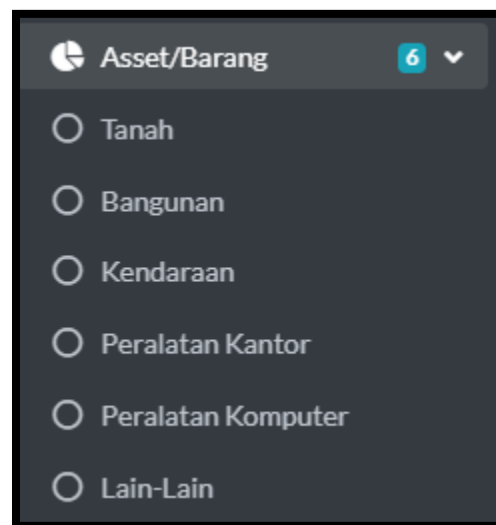 Asset/Barang 6
Tanah
Bangunan
Kendaraan
Peralatan Kantor
Peralatan Komputer
Lain-Lain